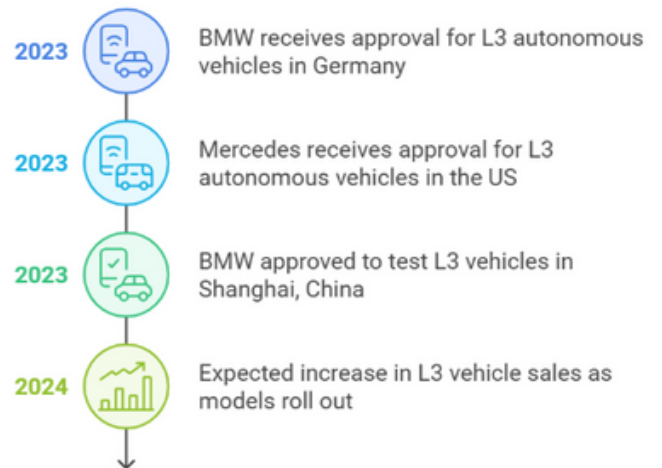 2023
BMW receives approval for L3 autonomous
vehicles in Germany
2023
Mercedes receives approval for L3
autonomous vehicles in the US
2023
BMW approved to test L3 vehicles in
Shanghai, China
2024
Expected increase in L3 vehicle sales as
models roll out